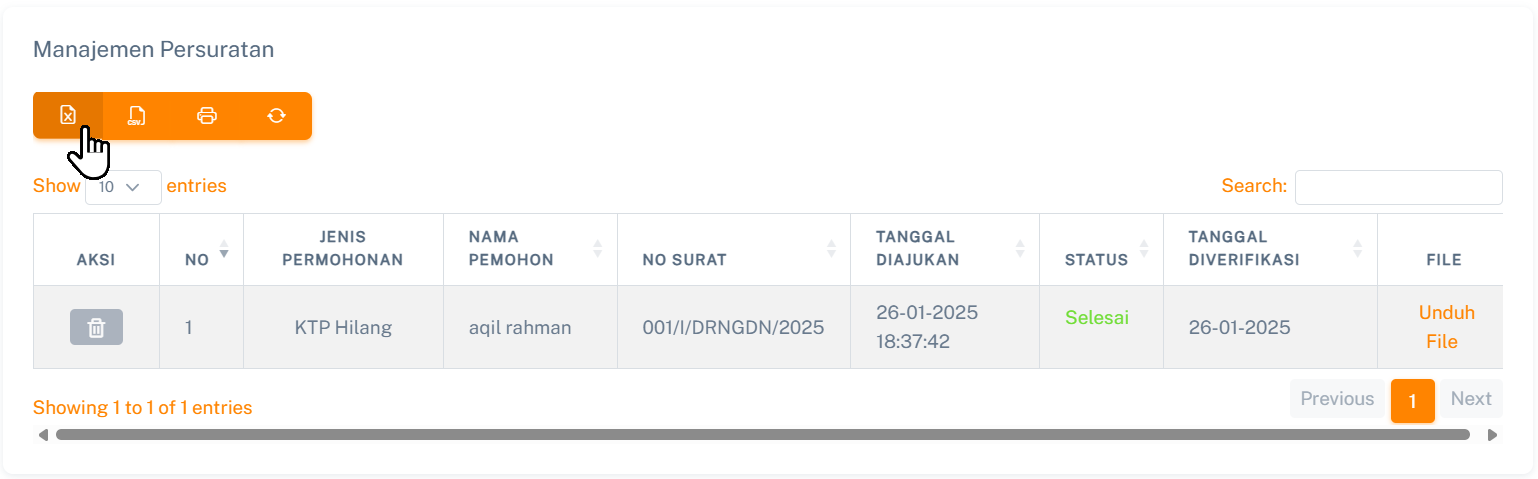 Manajemen Persuratan
CSV
Show 10 entries
Search:
AKSI
NO
JENIS
PERMOHONAN
NAMA
PEMOHON
NO SURAT
TANGGAL
DIAJUKAN
STATUS
TANGGAL
DIVERIFIKASI
FILE
1
KTP Hilang
aqil rahman
001/I/DRNGDN/2025
26-01-2025
18:37:42
Selesai
26-01-2025
Unduh
File
Showing 1 to 1 of 1 entries
Previous 1 Next